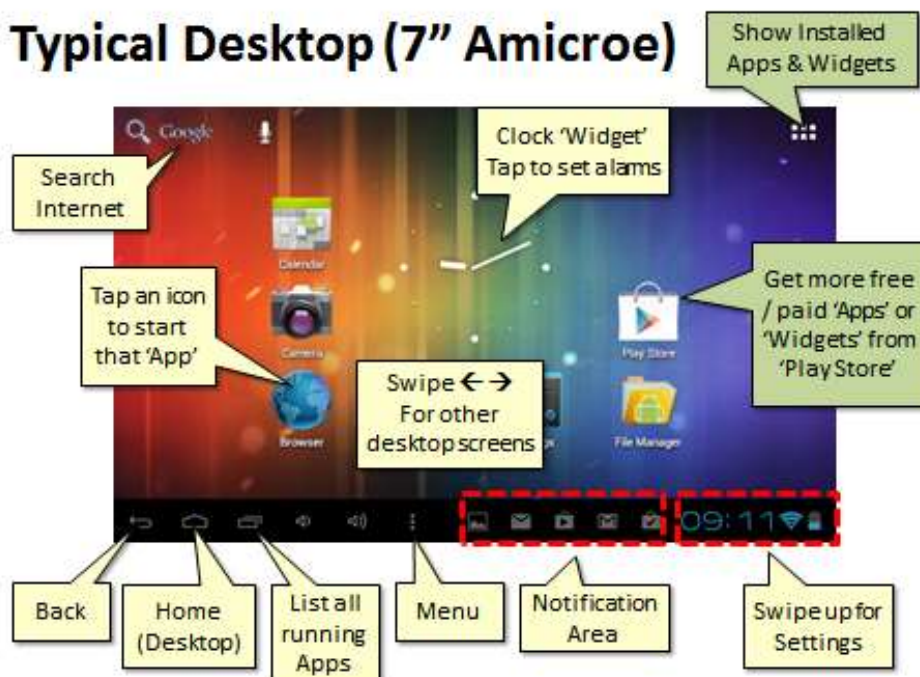 Typical Desktop (7” Amicroe)
Show Installed
Apps & Widgets
Google
Search
Internet
Clock ‘Widget’
Tap to set alarms
Calendar
Tap an icon
to start
that ‘App’
Camera
Browser
Get more free
/ paid ‘Apps’ or
‘Widgets’ from
‘Play Store’
Play Store
Swipe ← →
For other
desktop screens
File Manager
09:11
Back
Home
(Desktop)
List all
running
Apps
Menu
Notification
Area
Swipe up for
Settings